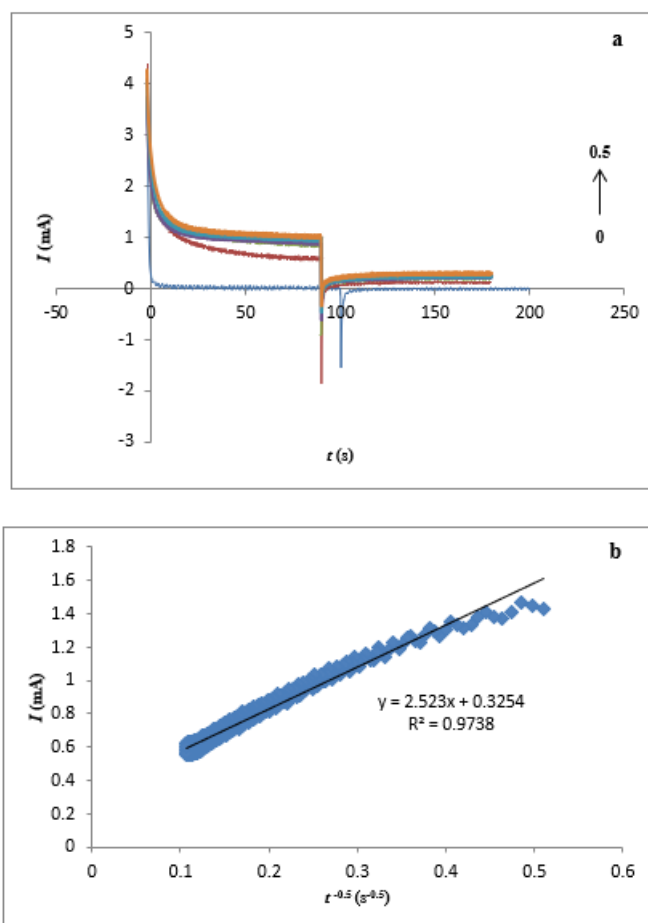 a
5
4
3
2
1
0
-1
-2
-3
I (mA)
-50 0 50 100 150 200 250
t (s)
0.5
0
b
1.8
1.6
1.4
1.2
1
0.8
0.6
0.4
0.2
0
I (mA)
y = 2.523x + 0.3254
R² = 0.9738
0 0.1 0.2 0.3 0.4 0.5 0.6
t⁻⁰·⁵ (s⁻⁰·⁵)